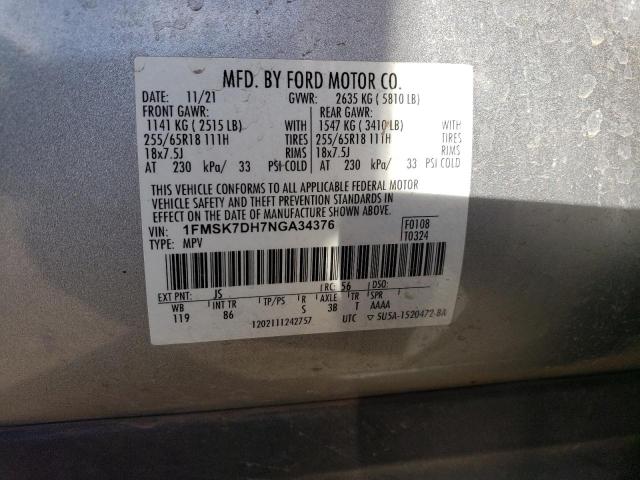 MFD. BY FORD MOTOR CO.
DATE: 11/21 GVWR: 2635 KG ( 5810 LB)
FRONT GAWR: REAR GAWR:
1141 KG ( 2515 LB) WITH 1547 KG ( 3410 LB) WITH
255/65R18 111H TIRES 255/65R18 111H TIRES
18x7.5J RIMS 18x7.5J RIMS
AT 230 kPa/ 33 PSI COLD AT 230 kPa/ 33 PSI COLD
THIS VEHICLE CONFORMS TO ALL APPLICABLE FEDERAL MOTOR
VEHICLE SAFETY AND THEFT PREVENTION STANDARDS IN
EFFECT ON THE DATE OF MANUFACTURE SHOWN ABOVE.
VIN: 1FMSK7DH7NGA34376 F0108
TYPE: MPV T0324
EXT PNT: JS RC: 56 DSO:
WB INT TR TP/PS R AXLE TR SPR
119 86 S 3B T AAAA
1202111242757 UTC ▽ 5U5A-1520472-BA